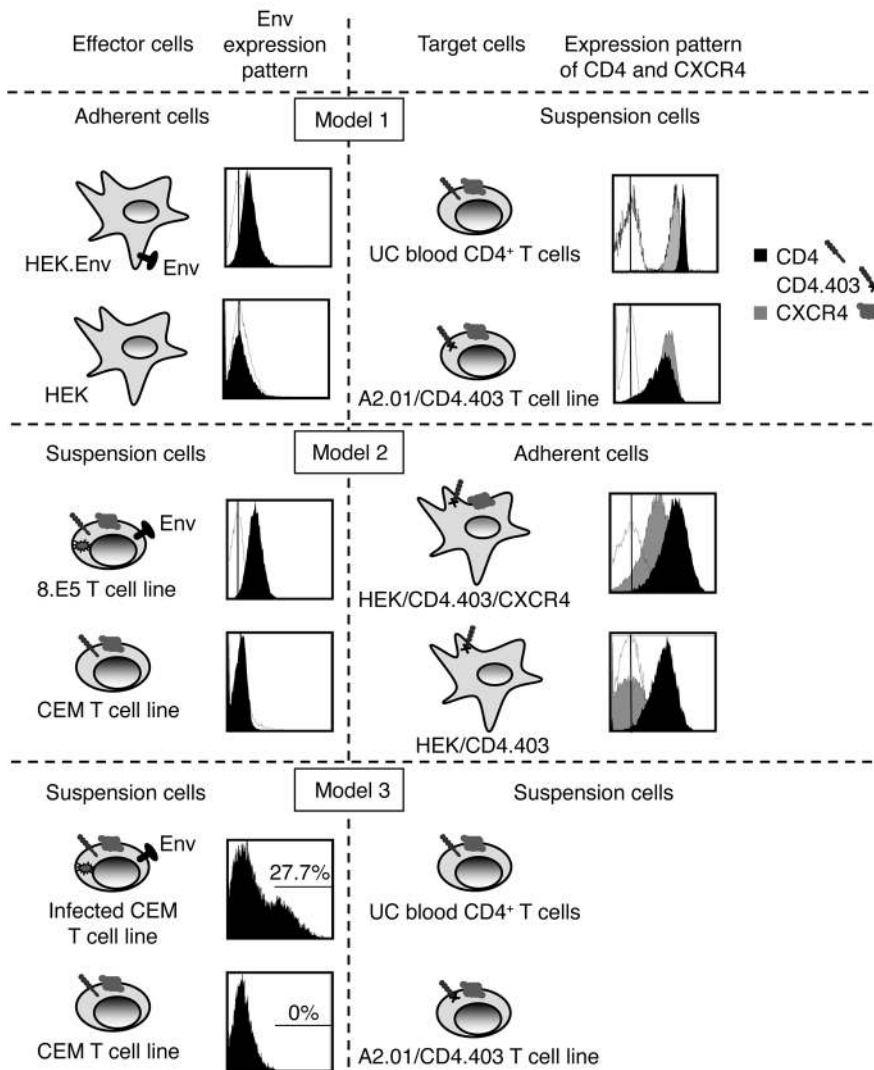 Effector cells
Env
expression
pattern
Target cells
Expression pattern
of CD4 and CXCR4
Adherent cells
Model 1
Suspension cells
HEK.Env
Env
UC blood CD4⁺ T cells
CD4
CD4.403
CXCR4
HEK
A2.01/CD4.403 T cell line
Suspension cells
Model 2
Adherent cells
Env
8.E5 T cell line
HEK/CD4.403/CXCR4
CEM T cell line
HEK/CD4.403
Suspension cells
Model 3
Suspension cells
Env
27.7%
Infected CEM
T cell line
UC blood CD4⁺ T cells
0%
CEM T cell line
A2.01/CD4.403 T cell line